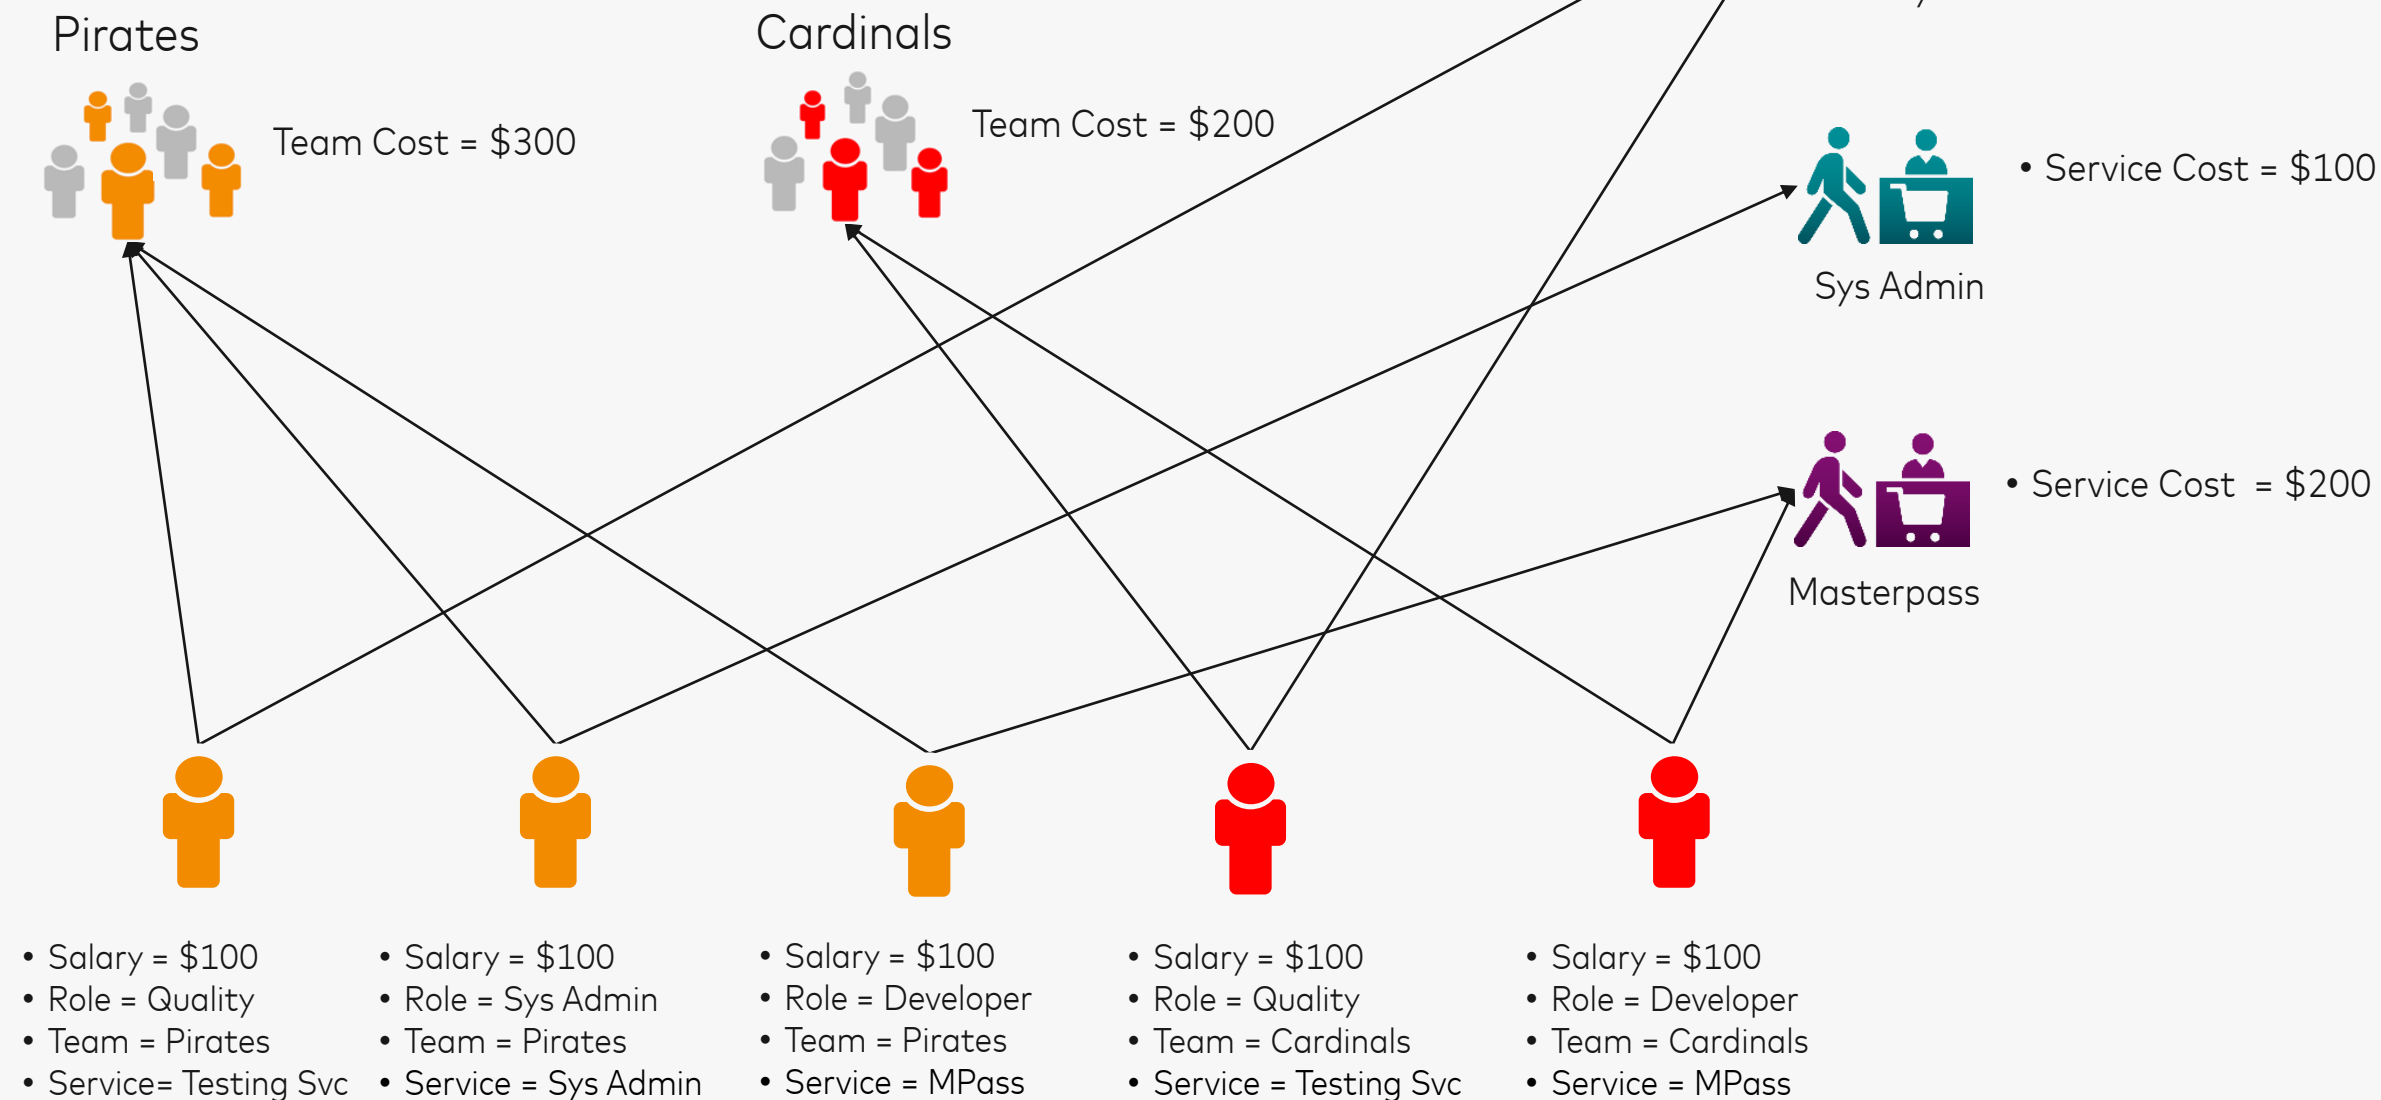 Pirates
Cardinals
Team Cost = $300
Team Cost = $200
• Service Cost = $100
Sys Admin
• Service Cost = $200
Masterpass
• Salary = $100
• Role = Quality
• Team = Pirates
• Service= Testing Svc
• Salary = $100
• Role = Sys Admin
• Team = Pirates
• Service = Sys Admin
• Salary = $100
• Role = Developer
• Team = Pirates
• Service = MPass
• Salary = $100
• Role = Quality
• Team = Cardinals
• Service = Testing Svc
• Salary = $100
• Role = Developer
• Team = Cardinals
• Service = MPass